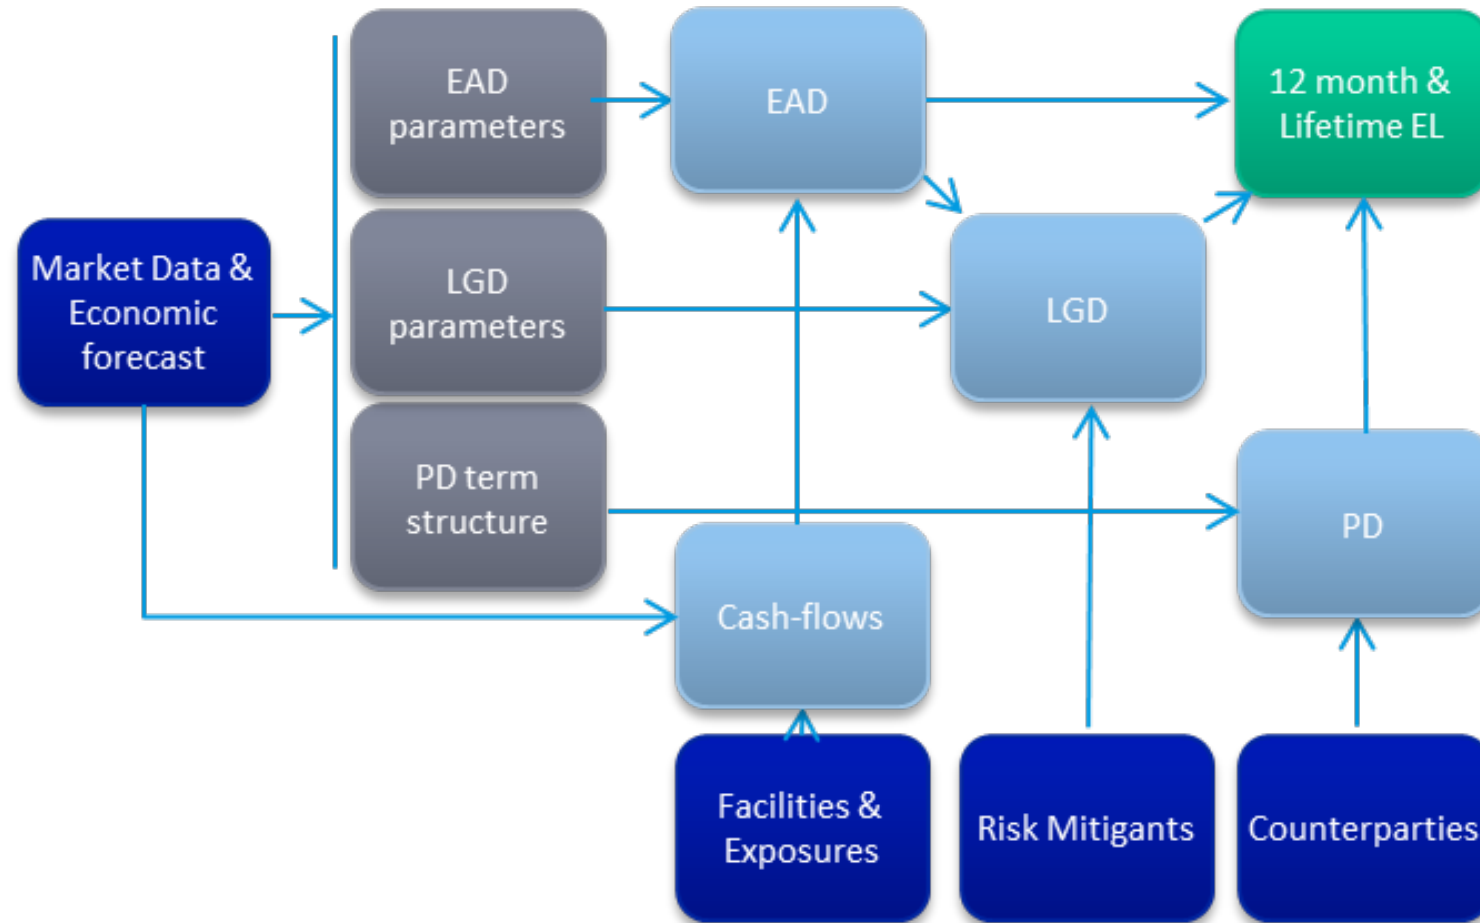 EAD
parameters
EAD
12 month &
Lifetime EL
Market Data &
Economic
forecast
LGD
parameters
LGD
PD term
structure
PD
Cash-flows
Facilities &
Exposures
Risk Mitigants
Counterparties